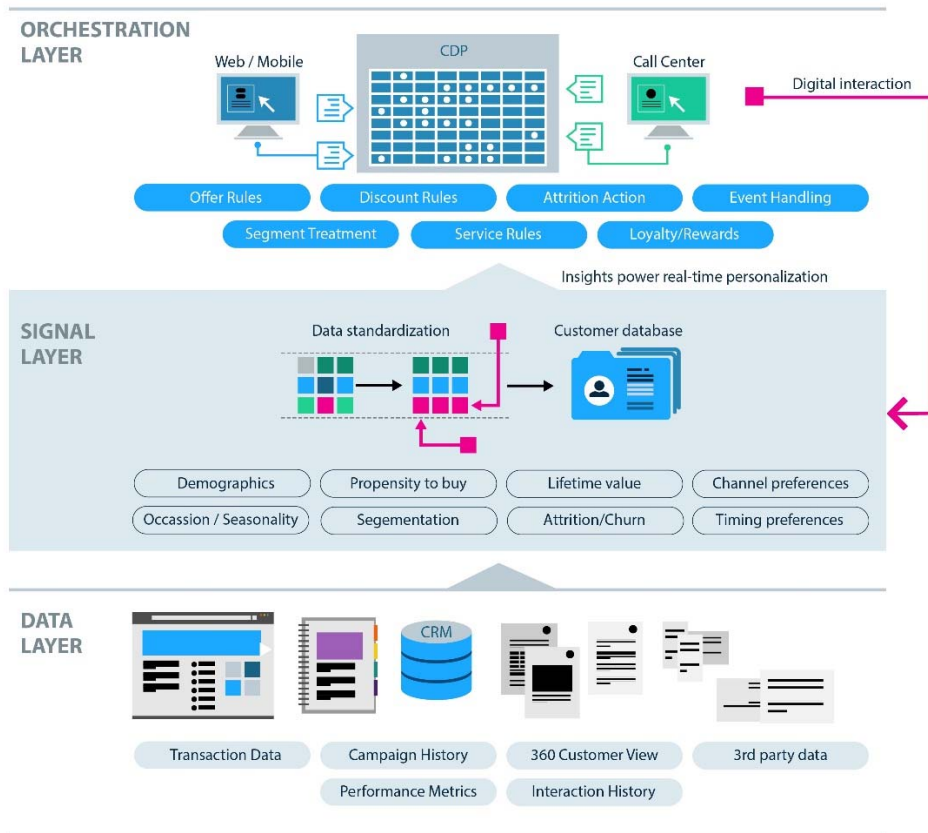 ORCHESTRATION
LAYER
CDP
Web / Mobile
Call Center
Digital interaction
Offer Rules
Discount Rules
Attrition Action
Event Handling
Segment Treatment
Service Rules
Loyalty/Rewards
Insights power real-time personalization
SIGNAL
LAYER
Data standardization
Customer database
Demographics
Propensity to buy
Lifetime value
Channel preferences
Occassion / Seasonality
Segementation
Attrition/Churn
Timing preferences
DATA
LAYER
CRM
Transaction Data
Campaign History
360 Customer View
3rd party data
Performance Metrics
Interaction History